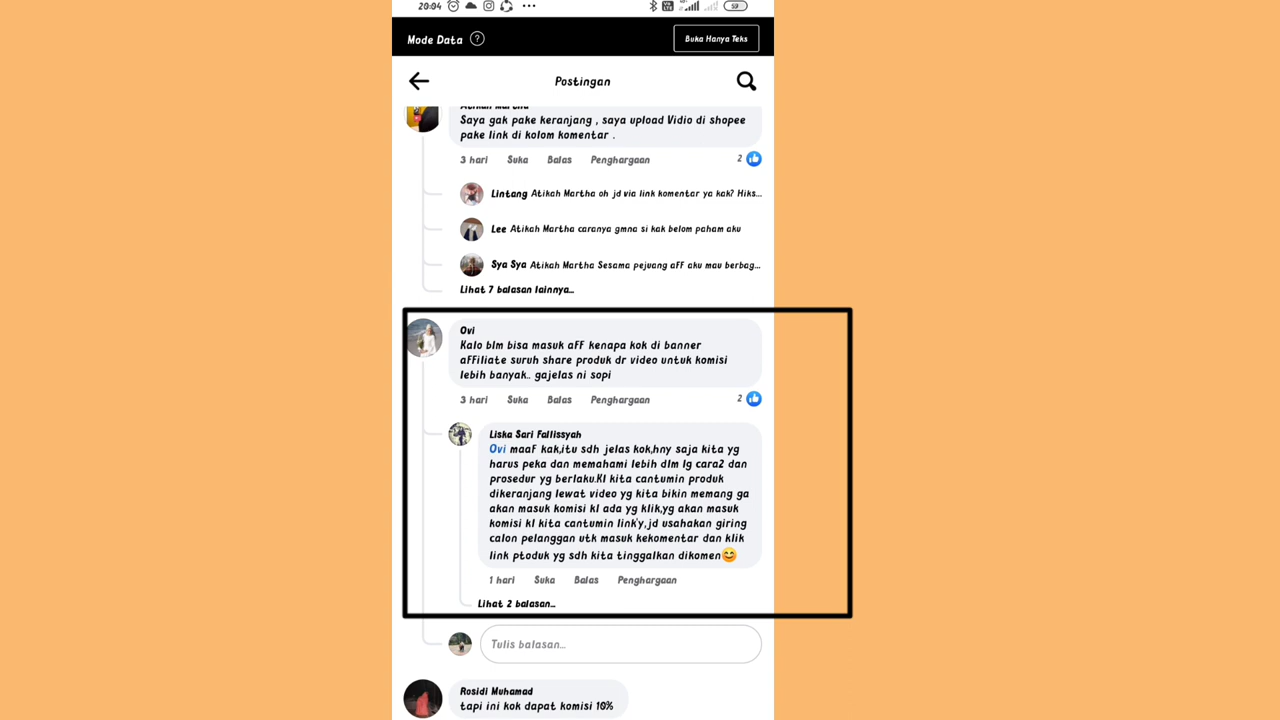 20:04
Mode Data
Buka Hanya Teks
Postingan
Atikah Martha
Saya gak pake keranjang , saya upload Vidio di shopee
pake link di kolom komentar .
3 hari Suka Balas Penghargaan 2
Lintang Atikah Martha oh jd via link komentar ya kak? Hiks...
Lee Atikah Martha caranya gmna si kak belom paham aku
Sya Sya Atikah Martha Sesama pejuang aff aku mau berbag...
Lihat 7 balasan lainnya...
Ovi
Kalo blm bisa masuk aff kenapa kok di banner
affiliate suruh share produk dr video untuk komisi
lebih banyak.. gajelas ni sopi
3 hari Suka Balas Penghargaan 2
Liska Sari Fallissyah
Ovi maaf kak,itu sdh jelas kok,hny saja kita yg
harus peka dan memahami lebih dlm lg cara2 dan
prosedur yg berlaku.Kl kita cantumin produk
dikeranjang lewat video yg kita bikin memang ga
akan masuk komisi kl ada yg klik,yg akan masuk
komisi kl kita cantumin link'y,jd usahakan giring
calon pelanggan utk masuk kekomentar dan klik
link ptoduk yg sdh kita tinggalkan dikomen😊
1 hari Suka Balas Penghargaan
Lihat 2 balasan...
Tulis balasan...
Rosidi Muhamad
tapi ini kok dapat komisi 10%